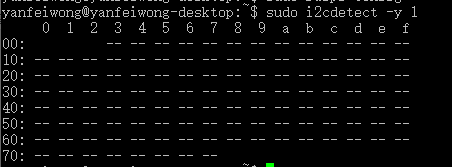 yanfeiwong@yanfeiwong-desktop:~$ sudo i2cdetect -y 1
     0  1  2  3  4  5  6  7  8  9  a  b  c  d  e  f
00:          -- -- -- -- -- -- -- -- -- -- -- -- --
10: -- -- -- -- -- -- -- -- -- -- -- -- -- -- -- --
20: -- -- -- -- -- -- -- -- -- -- -- -- -- -- -- --
30: -- -- -- -- -- -- -- -- -- -- -- -- -- -- -- --
40: -- -- -- -- -- -- -- -- -- -- -- -- -- -- -- --
50: -- -- -- -- -- -- -- -- -- -- -- -- -- -- -- --
60: -- -- -- -- -- -- -- -- -- -- -- -- -- -- -- --
70: -- -- -- -- -- -- -- --